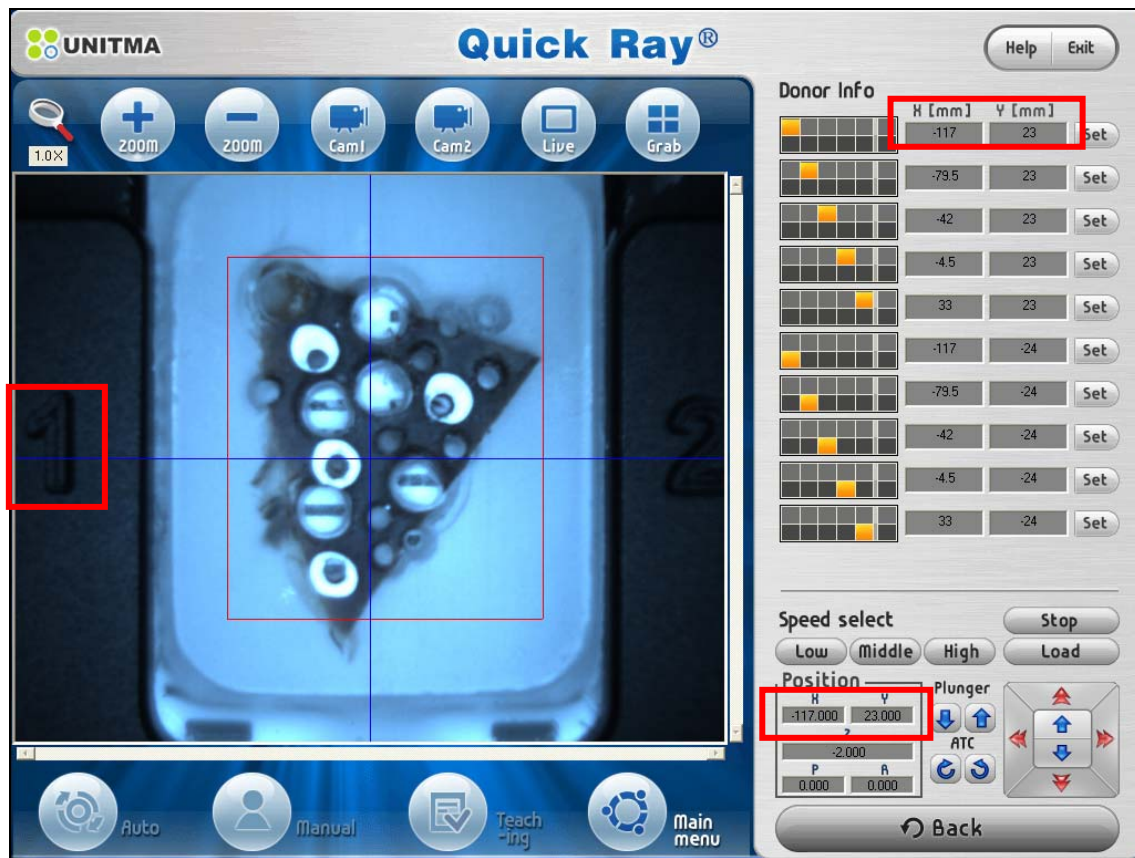 UNITMA
Quick Ray®
Help Exit
1.0X
ZOOM ZOOM Cam1 Cam2 Live Grab
1
2
Donor Info
X [mm] Y [mm]
-117 23 Set
-79.5 23 Set
-42 23 Set
-4.5 23 Set
33 23 Set
-117 -24 Set
-79.5 -24 Set
-42 -24 Set
-4.5 -24 Set
33 -24 Set
Speed select Stop
Low Middle High Load
Position Plunger
X Y
-117.000 23.000
Z
-2.000
ATC
P R
0.000 0.000
Back
Auto
Manual
Teach
-ing
Main
menu